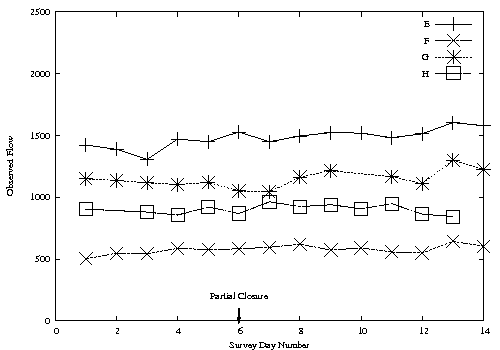 2500
E
F
2000
G
H
1500
Observed Flow
1000
500
Partial Closure
0
0 2 4 6 8 10 12 14
Survey Day Number